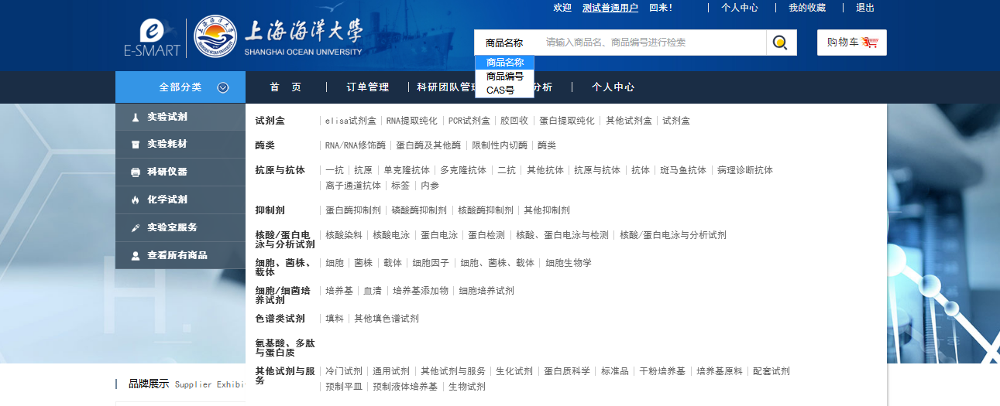 欢迎 测试普通用户 回来！ | 个人中心 | 我的收藏 | 退出
E-SMART
上海海洋大學
SHANGHAI OCEAN UNIVERSITY
商品名称 请输入商品名、商品编号进行检索
购物车
商品名称
商品编号
CAS号
全部分类 首 页 | 订单管理 | 科研团队管 分析 | 个人中心
实验试剂
实验耗材
科研仪器
化学试剂
实验室服务
查看所有商品
试剂盒 | elisa试剂盒 | RNA提取纯化 | PCR试剂盒 | 胶回收 | 蛋白提取纯化 | 其他试剂盒 | 试剂盒
酶类 | RNA/RNA修饰酶 | 蛋白酶及其他酶 | 限制性内切酶 | 酶类
抗原与抗体 | 一抗 | 抗原 | 单克隆抗体 | 多克隆抗体 | 二抗 | 其他抗体 | 抗原与抗体 | 抗体 | 斑马鱼抗体 | 病理诊断抗体
| 离子通道抗体 | 标签 | 内参
抑制剂 | 蛋白酶抑制剂 | 磷酸酶抑制剂 | 核酸酶抑制剂 | 其他抑制剂
核酸/蛋白电
泳与分析试剂 | 核酸染料 | 核酸电泳 | 蛋白电泳 | 蛋白检测 | 核酸、蛋白电泳与检测 | 核酸/蛋白电泳与分析试剂
细胞、菌株、
载体 | 细胞 | 菌株 | 载体 | 细胞因子 | 细胞、菌株、载体 | 细胞生物学
细胞/细菌培
养试剂 | 培养基 | 血清 | 培养基添加物 | 细胞培养试剂
色谱类试剂 | 填料 | 其他填色谱试剂
氨基酸、多肽
与蛋白质
其他试剂与服
务 | 冷门试剂 | 通用试剂 | 其他试剂与服务 | 生化试剂 | 蛋白质科学 | 标准品 | 干粉培养基 | 培养基原料 | 配套试剂
| 预制平皿 | 预制液体培养基 | 生物试剂
H.
品牌展示 Supplier Exhibi